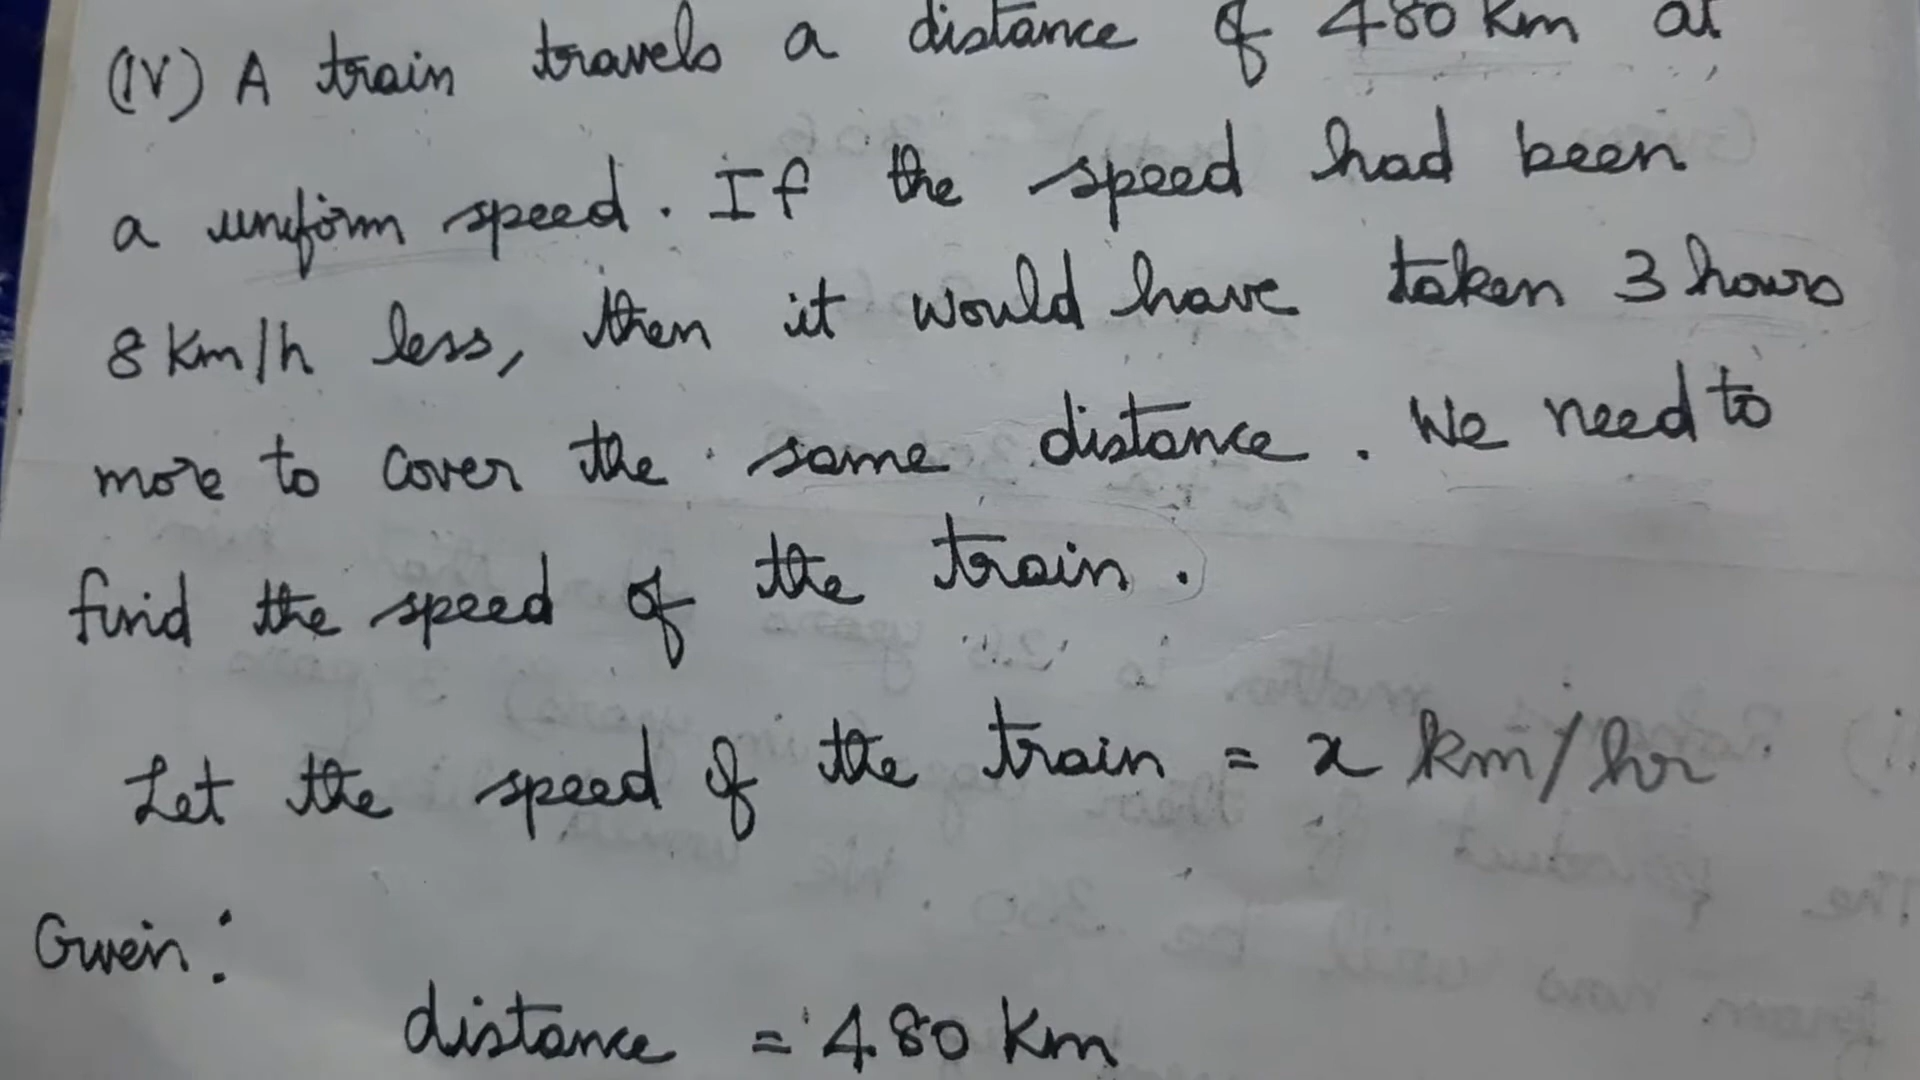 (IV) A train travels a distance of 480 km at
a uniform speed. If the speed had been
8 km/h less, then it would have taken 3 hours
more to cover the same distance. We need to
find the speed of the train.
Let the speed of the train = x km/hr
Given:
distance = 480 km